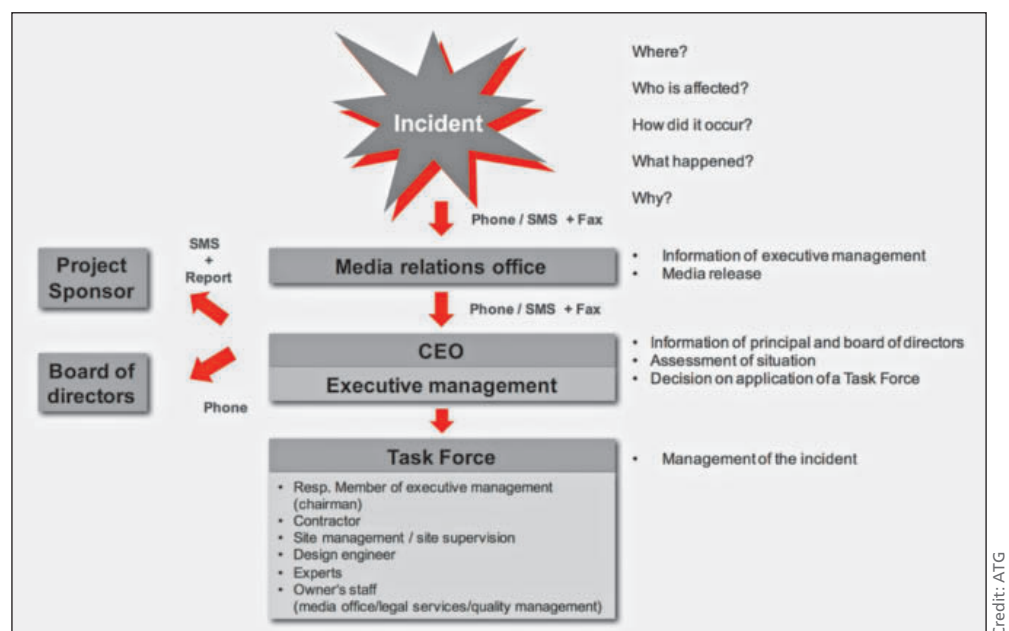 Where?
Who is affected?
Incident
How did it occur?
What happened?
Why?
Phone / SMS + Fax
Project
Sponsor
SMS
+
Report
Media relations office
• Information of executive management
• Media release
Phone / SMS + Fax
Board of
directors
Phone
CEO
Executive management
• Information of principal and board of directors
• Assessment of situation
• Decision on application of a Task Force
Task Force
• Management of the incident
• Resp. Member of executive management
(chairman)
• Contractor
• Site management / site supervision
• Design engineer
• Experts
• Owner's staff
(media office/legal services/quality management)
Credit: ATG